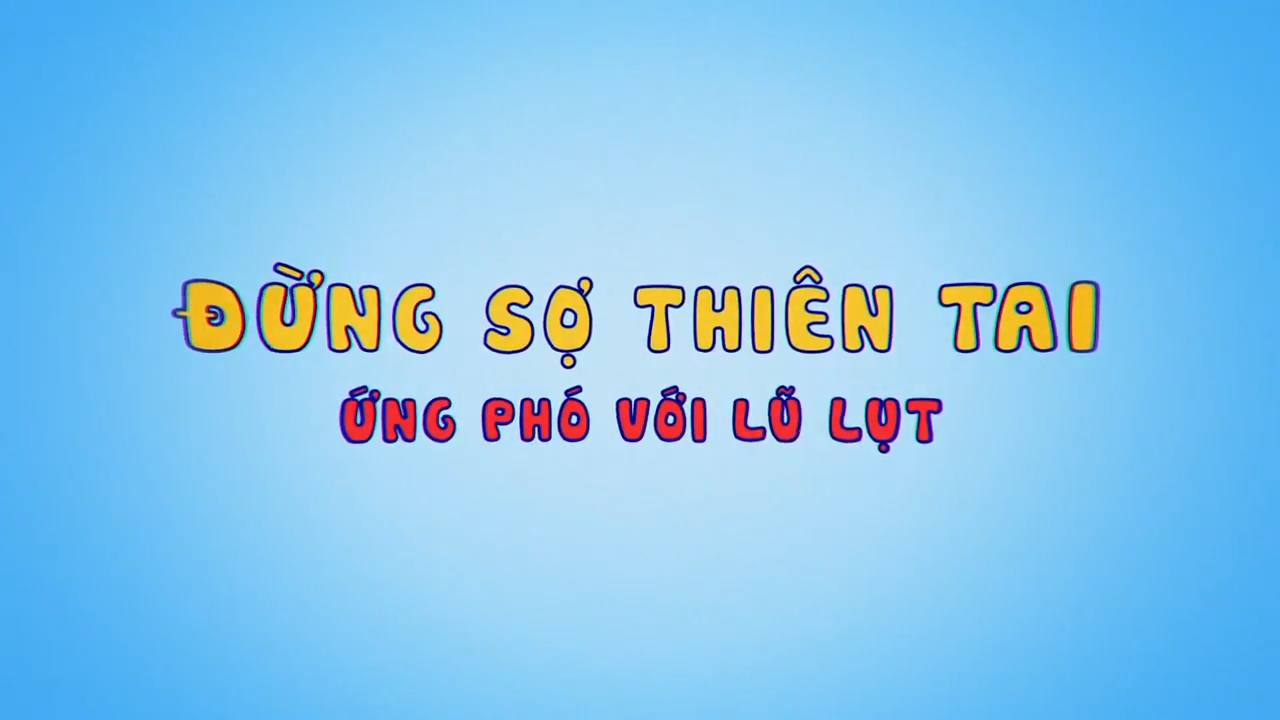 ĐỪNG SỢ THIÊN TAI
ỨNG PHÓ VỚI LŨ LỤT